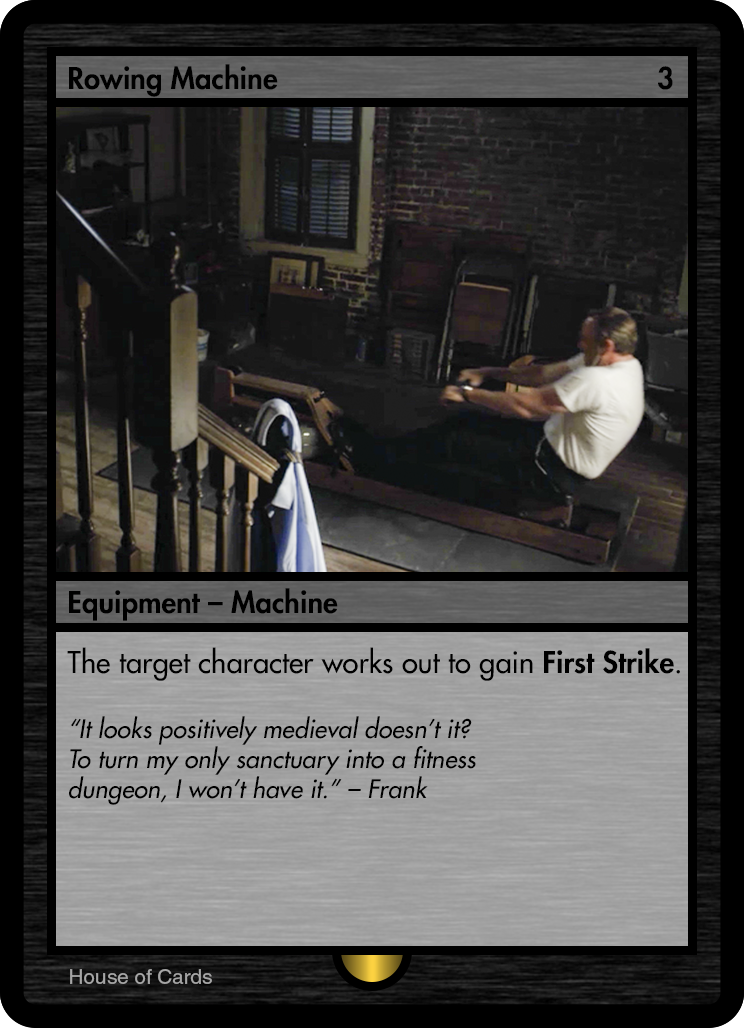 Rowing Machine 3
Equipment – Machine
The target character works out to gain First Strike.
“It looks positively medieval doesn’t it?
To turn my only sanctuary into a fitness
dungeon, I won’t have it.” – Frank
House of Cards